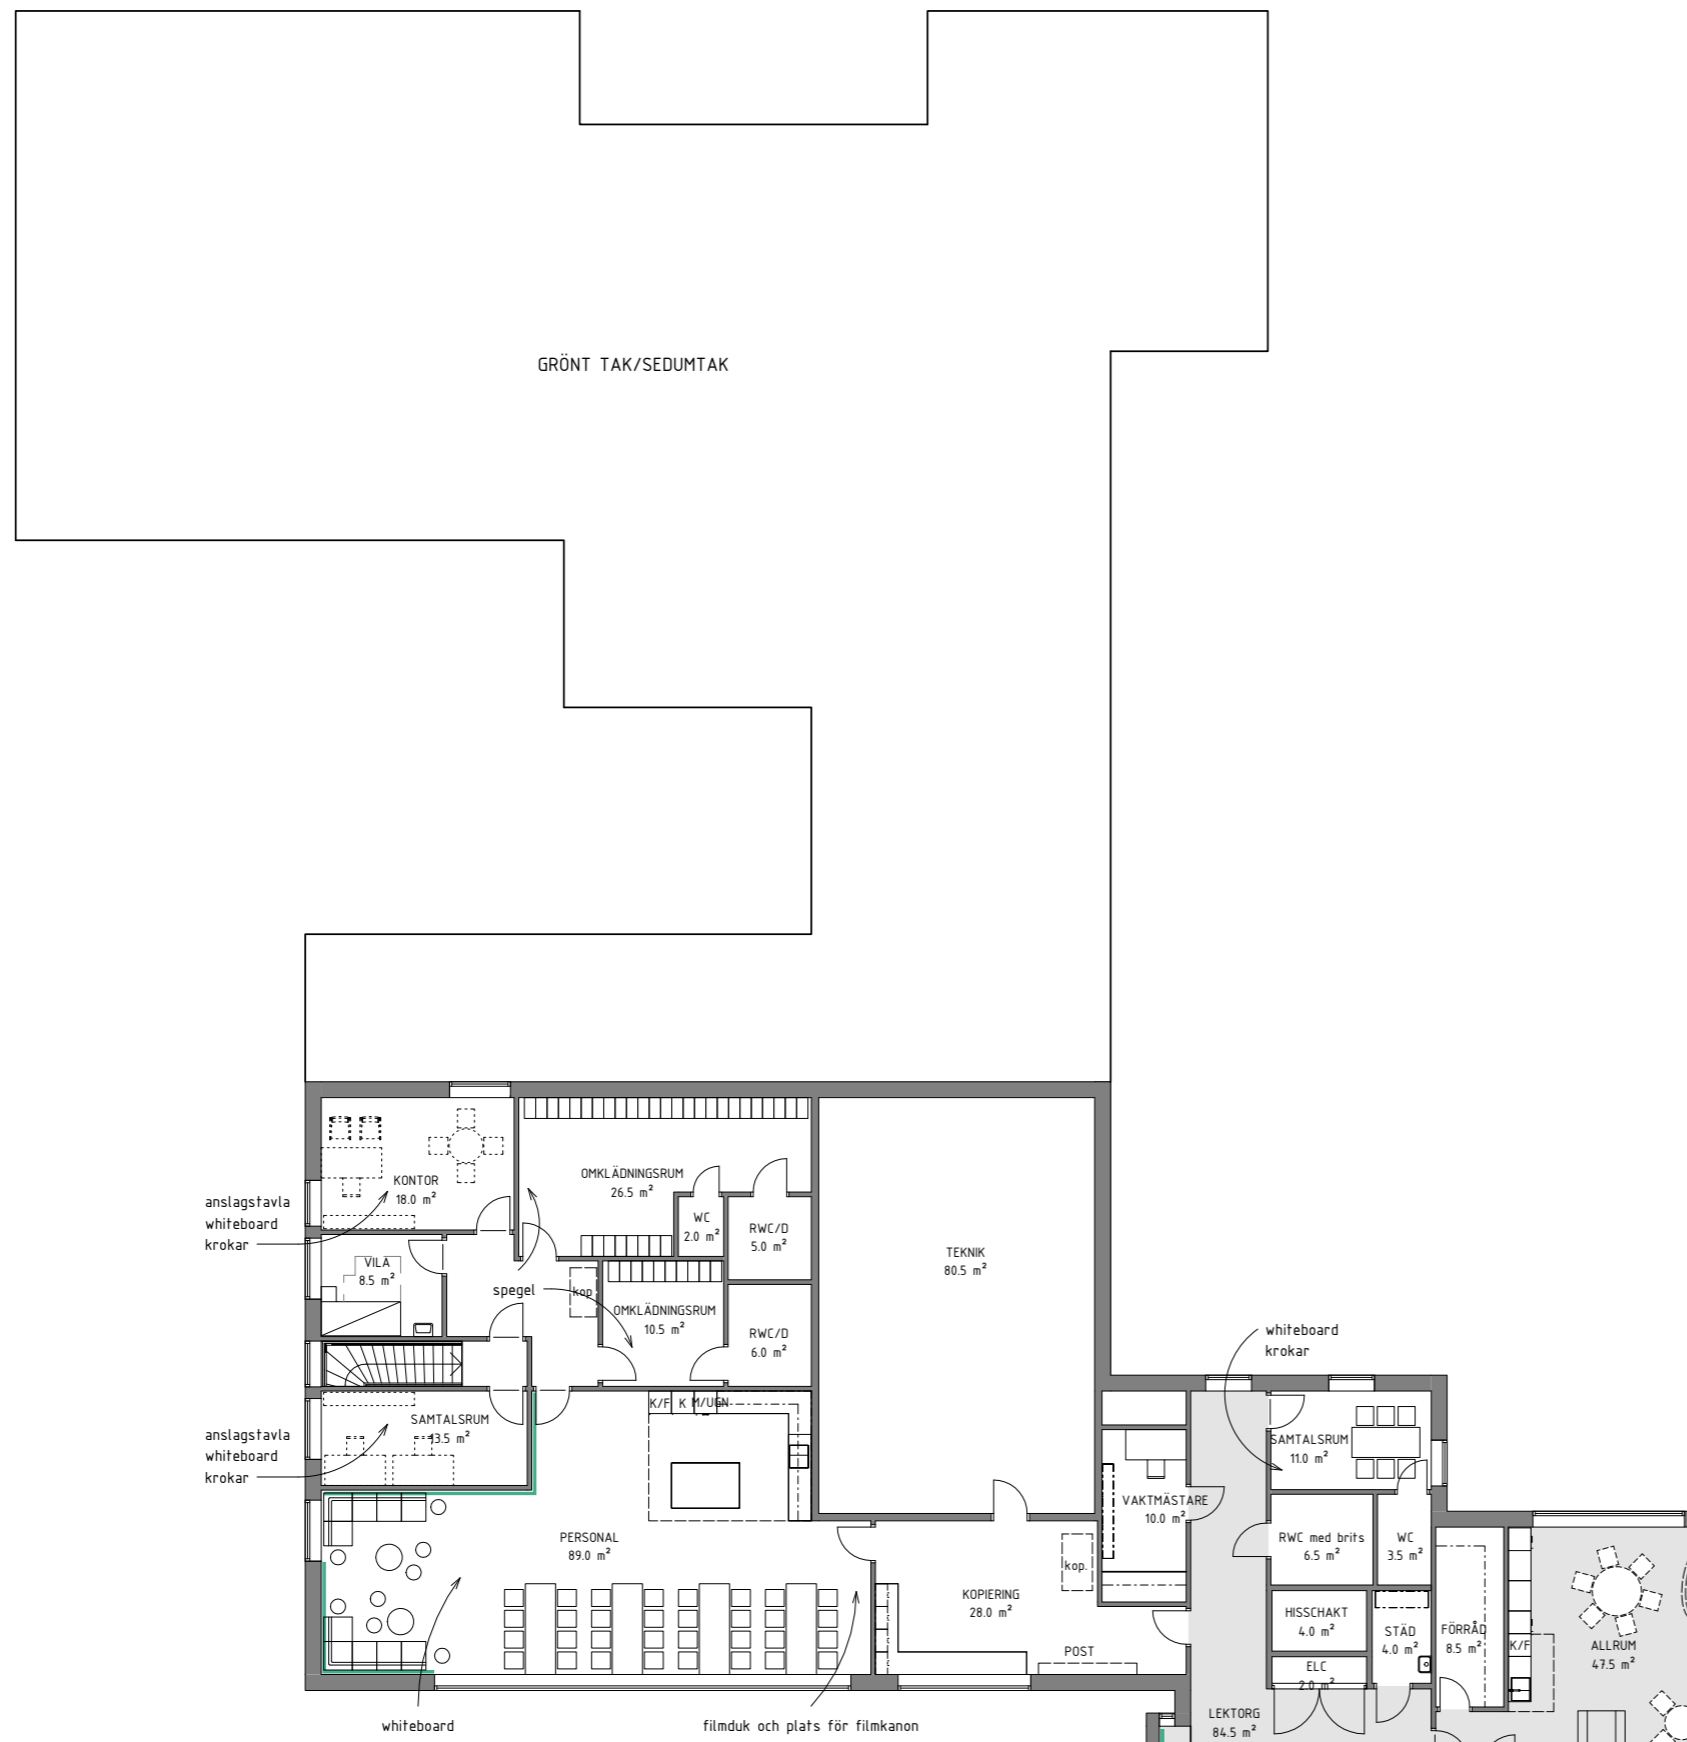 GRÖNT TAK/SEDUMTAK
KONTOR
18.0 m²
anslagstavla
whiteboard
krokar
OMKLÄDNINGSRUM
26.5 m²
WC
2.0 m²
RWC/D
5.0 m²
TEKNIK
80.5 m²
VILA
8.5 m²
spegel
kop
OMKLÄDNINGSRUM
10.5 m²
RWC/D
6.0 m²
whiteboard
krokar
K/F K M/UGN
SAMTALSRUM
13.5 m²
anslagstavla
whiteboard
krokar
SAMTALSRUM
11.0 m²
VAKTMÄSTARE
10.0 m²
PERSONAL
89.0 m²
RWC med brits
6.5 m²
WC
3.5 m²
kop.
KOPIERING
28.0 m²
HISSCHAKT
4.0 m²
STÄD
4.0 m²
FÖRRÅD
8.5 m²
K/F
ALLRUM
47.5 m²
POST
ELC
2.0 m²
LEKTORG
84.5 m²
whiteboard
filmduk och plats för filmkanon